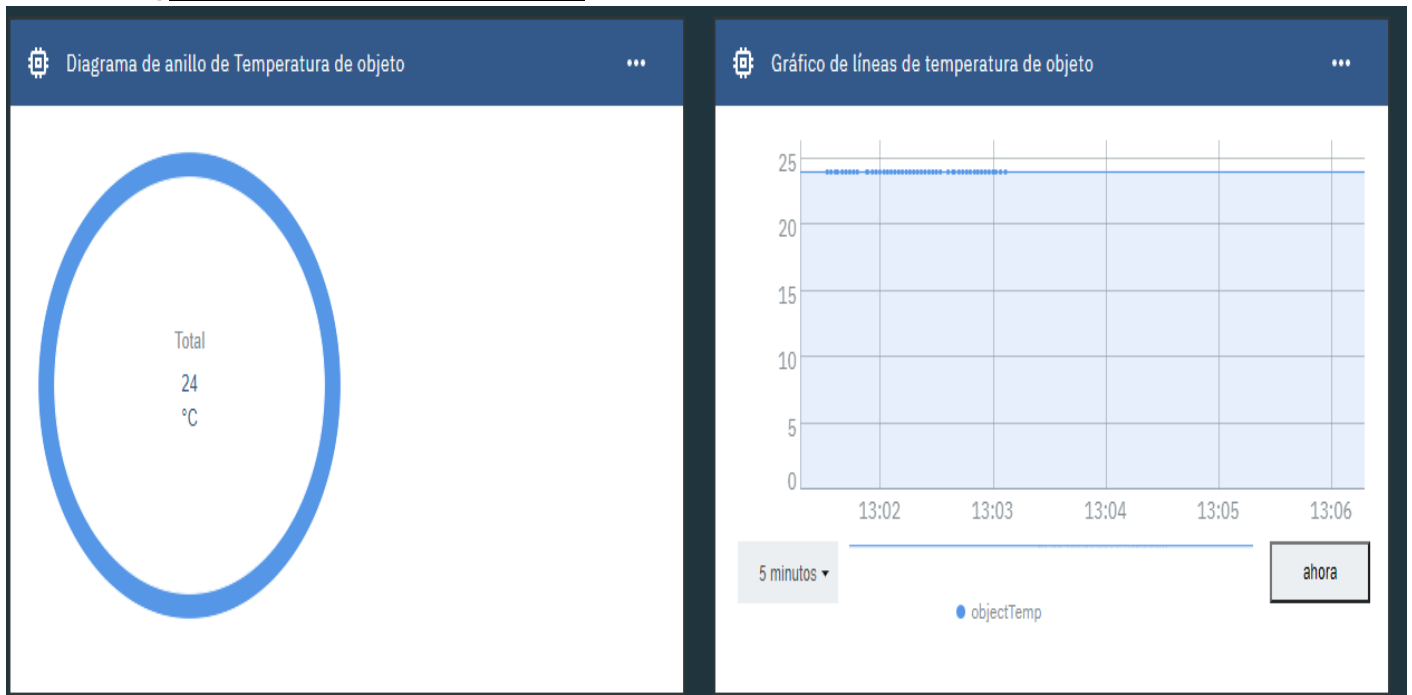 Diagrama de anillo de Temperatura de objeto
Total
24
°C
Gráfico de líneas de temperatura de objeto
25
20
15
10
5
0
13:02 13:03 13:04 13:05 13:06
5 minutos
ahora
objectTemp